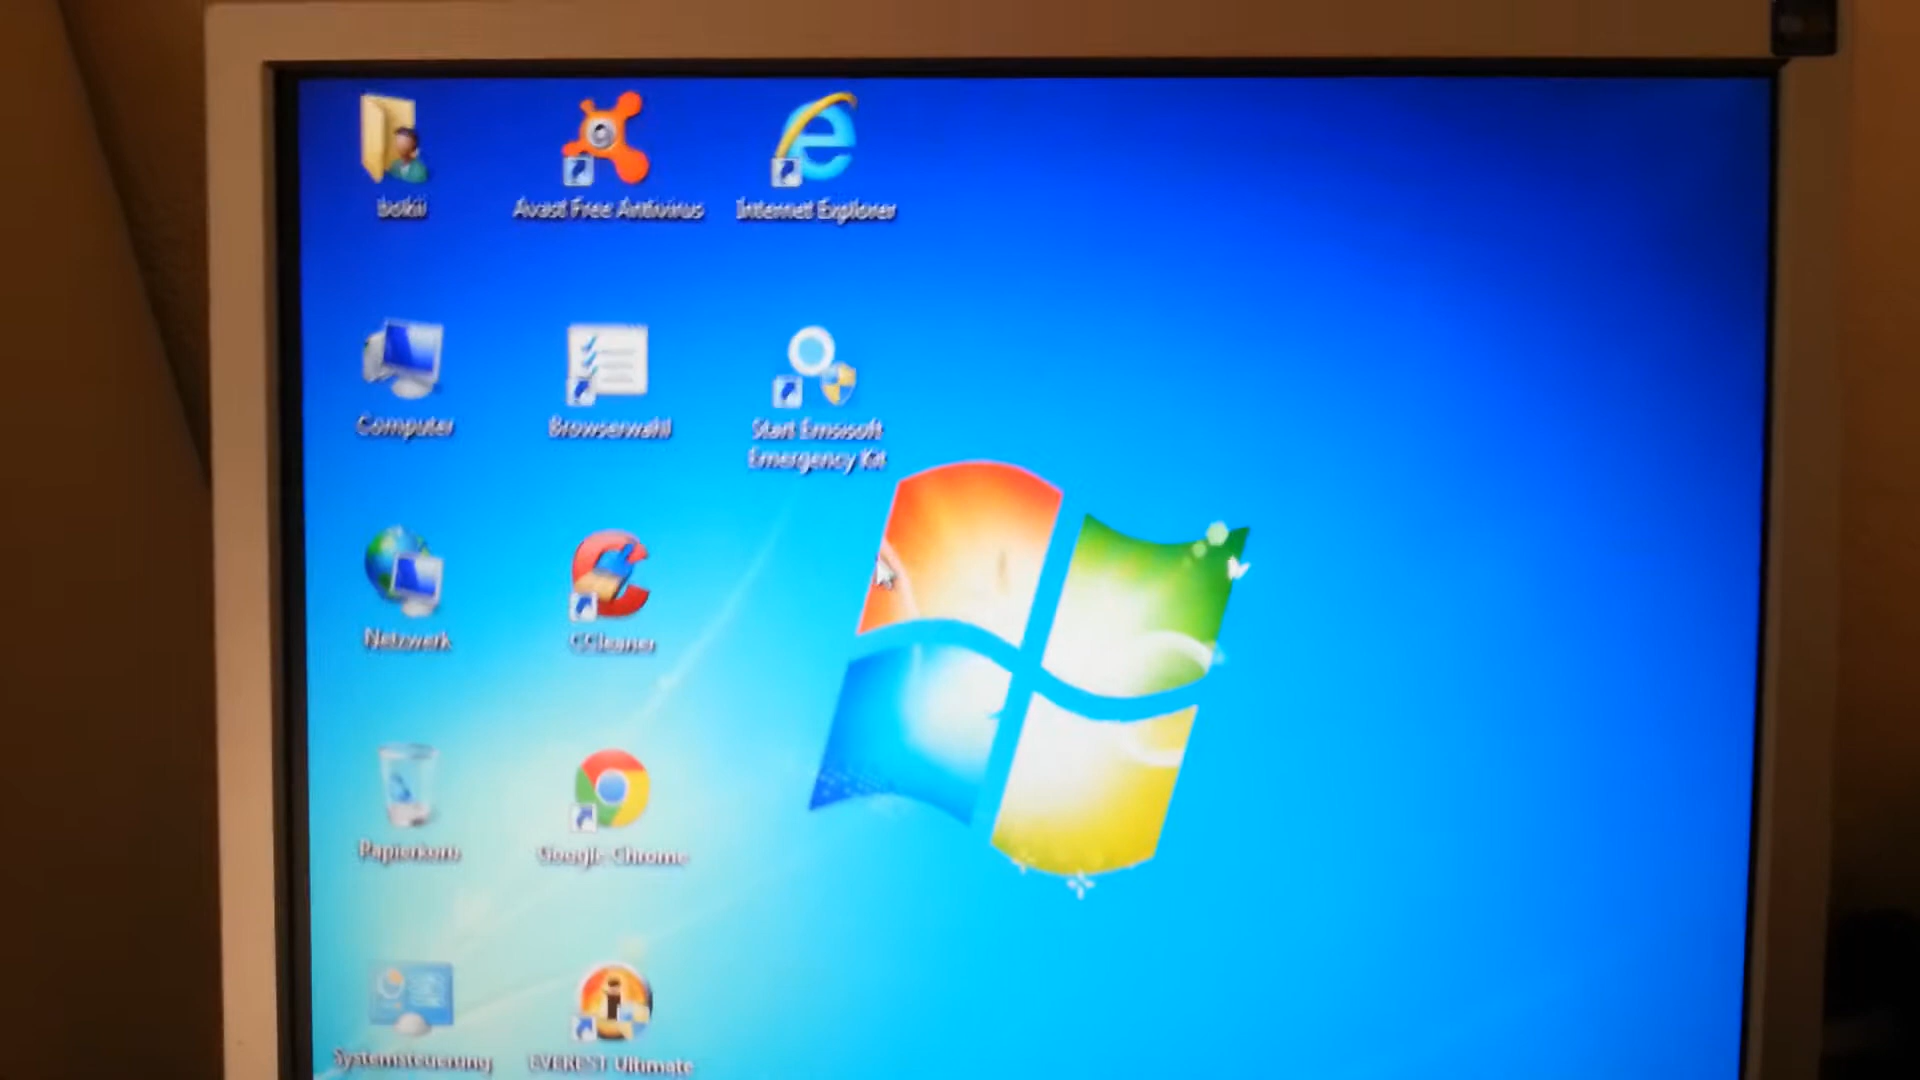 Avast Free Antivirus
Internet Explorer
Computer
Browserwahl
Start Emsisoft
Emergency Kit
Netzwerk
CCleaner
Papierkorb
Google Chrome
Systemsteuerung
EVEREST Ultimate